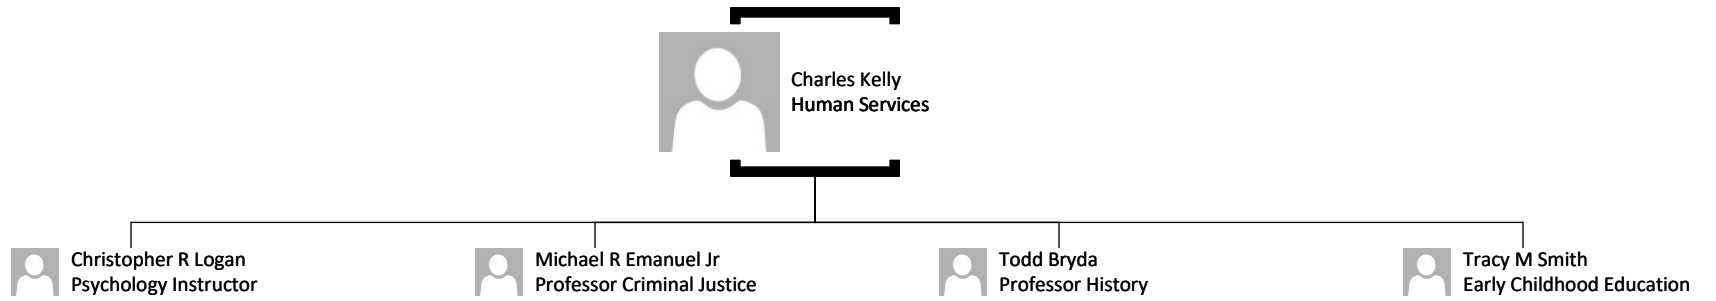 Charles Kelly
Human Services
Christopher R Logan
Psychology Instructor
Michael R Emanuel Jr
Professor Criminal Justice
Todd Bryda
Professor History
Tracy M Smith
Early Childhood Education